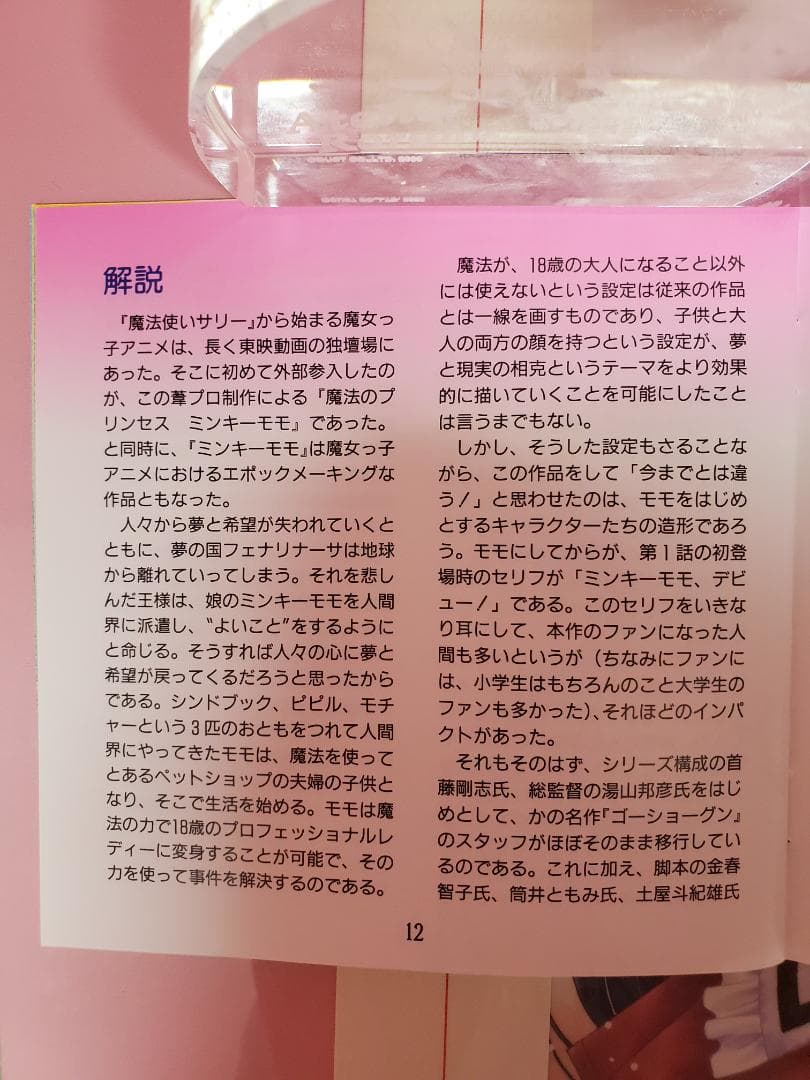 解説
『魔法使いサリー』から始まる魔女っ
子アニメは、長く東映動画の独壇場に
あった。そこに初めて外部参入したの
が、この葦プロ制作による『魔法のプ
リンセス　ミンキーモモ』であった。
と同時に、『ミンキーモモ』は魔女っ子
アニメにおけるエポックメーキングな
作品ともなった。
人々から夢と希望が失われていくと
ともに、夢の国フェナリナーサは地球
から離れていってしまう。それを悲し
んだ王様は、娘のミンキーモモを人間
界に派遣し、“よいこと”をするように
と命じる。そうすれば人々の心に夢と
希望が戻ってくるだろうと思ったから
である。シンドブック、ピピル、モチ
ャーという３匹のおともをつれて人間
界にやってきたモモは、魔法を使って
とあるペットショップの夫婦の子供と
なり、そこで生活を始める。モモは魔
法の力で18歳のプロフェッショナルレ
ディーに変身することが可能で、その
力を使って事件を解決するのである。
魔法が、18歳の大人になること以外
には使えないという設定は従来の作品
とは一線を画すものであり、子供と大
人の両方の顔を持つという設定が、夢
と現実の相克というテーマをより効果
的に描いていくことを可能にしたこと
は言うまでもない。
しかし、そうした設定もさることな
がら、この作品をして「今までとは違
う！」と思わせたのは、モモをはじめ
とするキャラクターたちの造形であろ
う。モモにしてからが、第１話の初登
場時のセリフが「ミンキーモモ、デビ
ュー！」である。このセリフをいきな
り耳にして、本作のファンになった人
間も多いというが（ちなみにファンに
は、小学生はもちろんのこと大学生の
ファンも多かった）、それほどのインパ
クトがあった。
それもそのはず、シリーズ構成の首
藤剛志氏、総監督の湯山邦彦氏をはじ
めとして、かの名作『ゴーショーグン』
のスタッフがほぼそのまま移行してい
るのである。これに加え、脚本の金春
智子氏、筒井ともみ氏、土屋斗紀雄氏
12